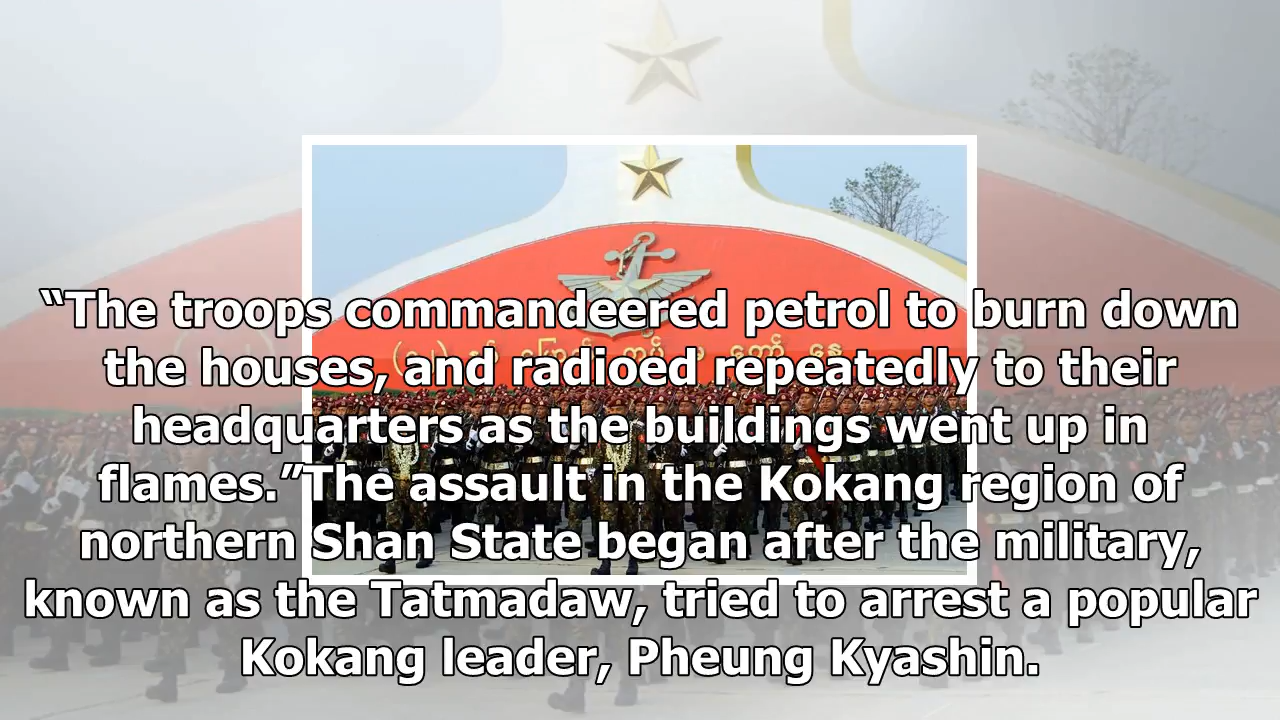 “The troops commandeered petrol to burn down
the houses, and radioed repeatedly to their
headquarters as the buildings went up in
flames.”The assault in the Kokang region of
northern Shan State began after the military,
known as the Tatmadaw, tried to arrest a popular
Kokang leader, Pheung Kyashin.